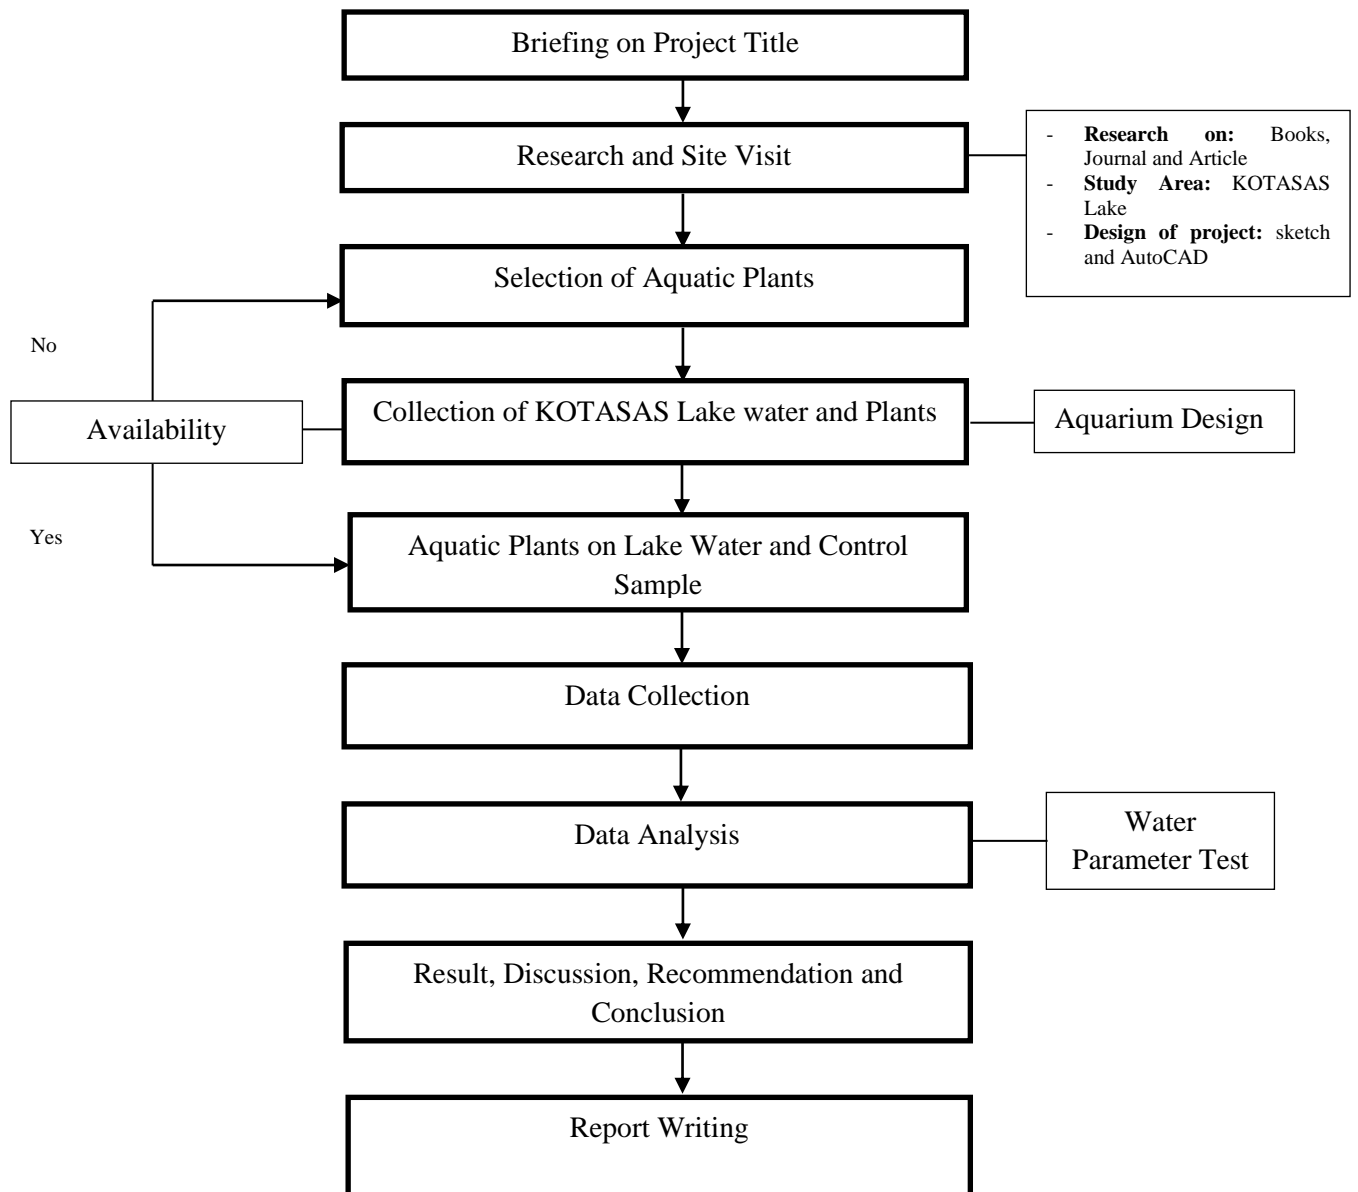 Briefing on Project Title
Research and Site Visit
- Research on: Books,
Journal and Article
- Study Area: KOTASAS
Lake
- Design of project: sketch
and AutoCAD
Selection of Aquatic Plants
No
Collection of KOTASAS Lake water and Plants
Availability
Aquarium Design
Yes
Aquatic Plants on Lake Water and Control
Sample
Data Collection
Data Analysis
Water
Parameter Test
Result, Discussion, Recommendation and
Conclusion
Report Writing